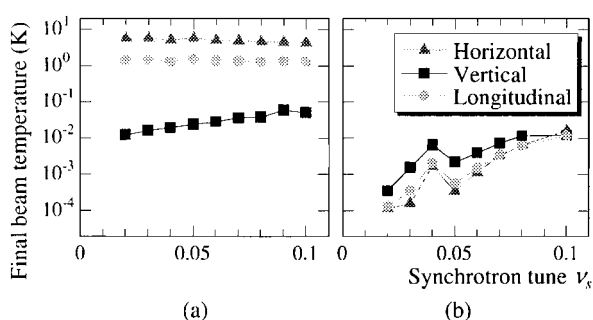 Final beam temperature (K)
10¹
10⁰
10⁻¹
10⁻²
10⁻³
10⁻⁴
0 0.05 0.1
0 0.05 0.1
Horizontal
Vertical
Longitudinal
Synchrotron tune νₛ
(a) (b)